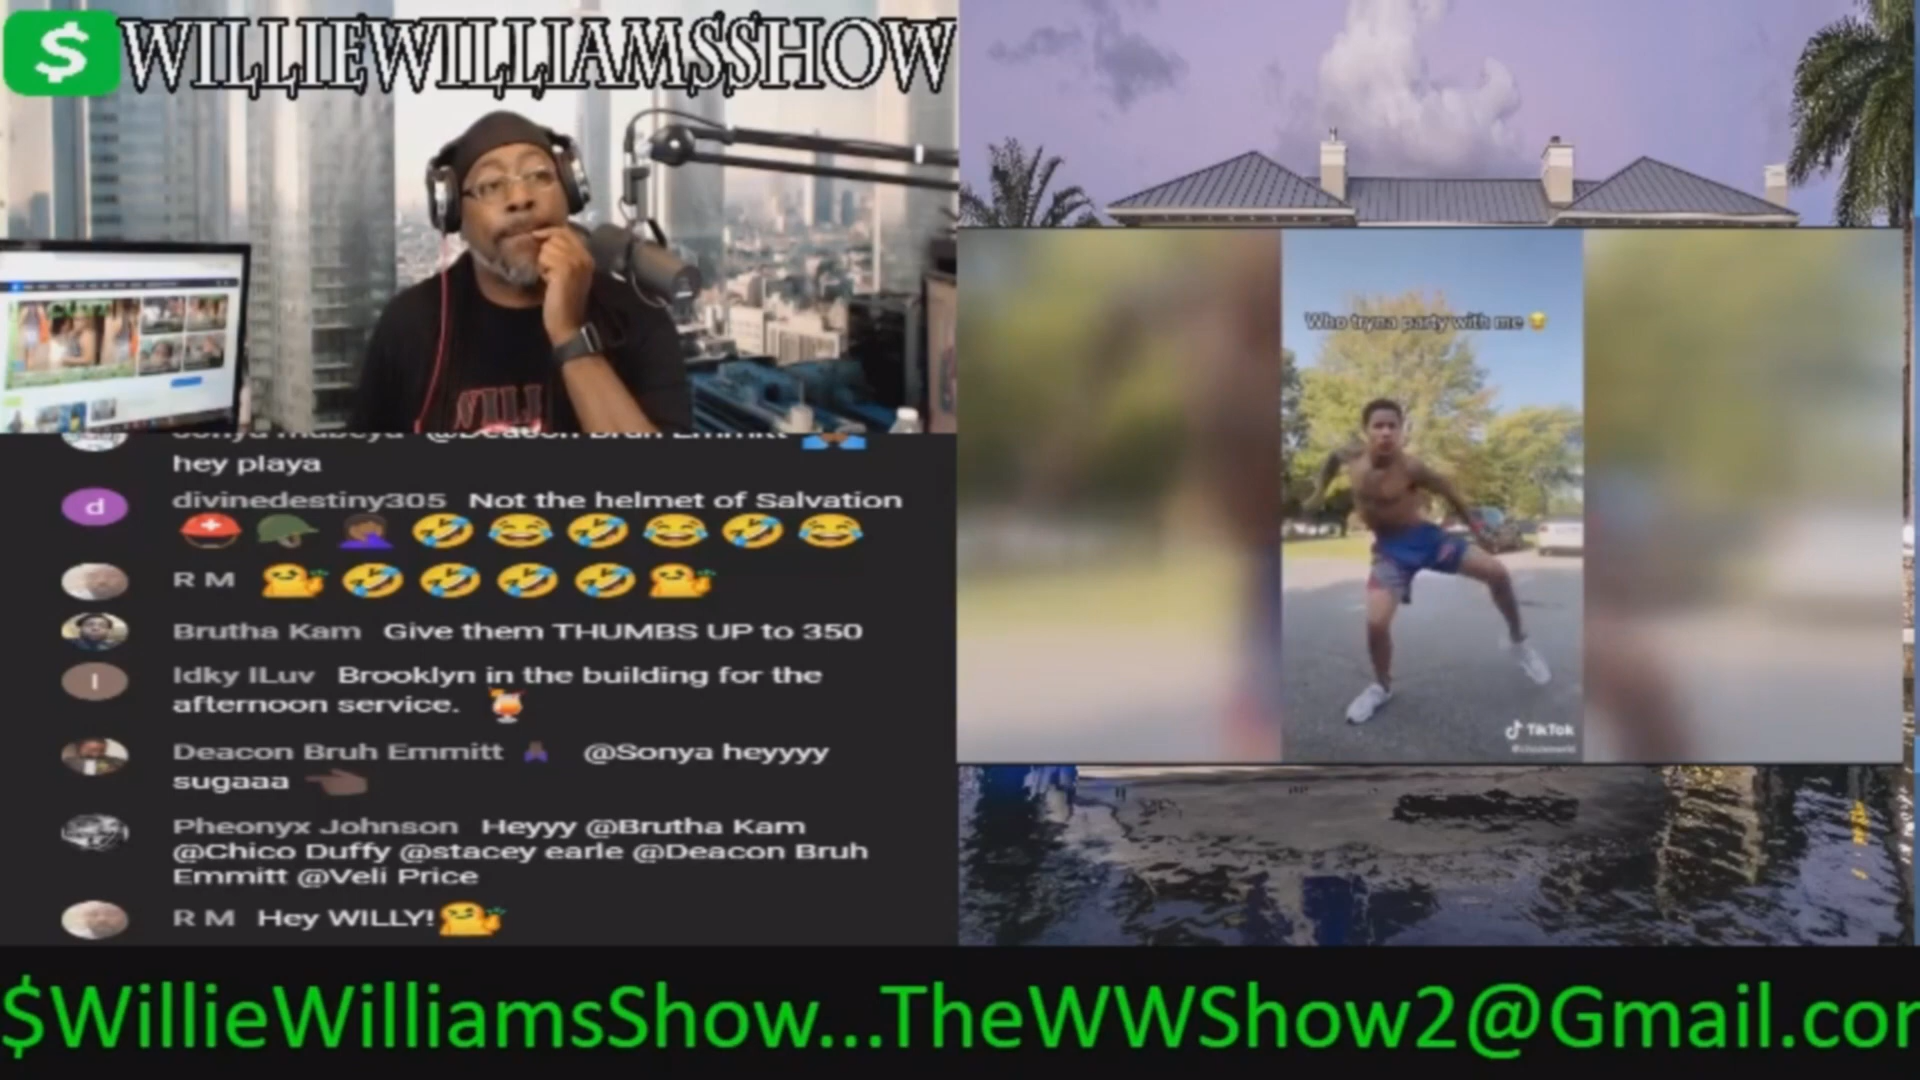 $WILLIEWILLIAMSSHOW
hey playa
divinedestiny305 Not the helmet of Salvation
R M
Brutha Kam Give them THUMBS UP to 350
Idky ILuv Brooklyn in the building for the
afternoon service.
Deacon Bruh Emmitt @Sonya heyyyy
sugaaa
Pheonyx Johnson Heyyy @Brutha Kam
@Chico Duffy @stacey earle @Deacon Bruh
Emmitt @Veli Price
R M Hey WILLY!
Who tryna party with me
TikTok
$WillieWilliamsShow...TheWWShow2@Gmail.com